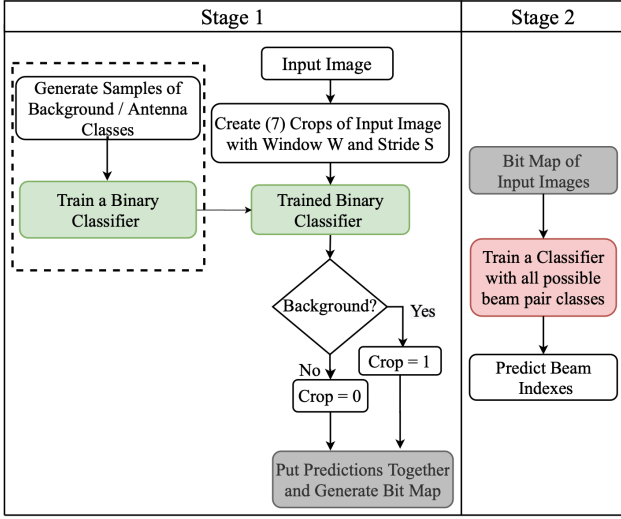 Stage 1
Stage 2
Generate Samples of
Background / Antenna
Classes
Train a Binary
Classifier
Input Image
Create (7) Crops of Input Image
with Window W and Stride S
Trained Binary
Classifier
Background?
Yes
Crop = 1
No
Crop = 0
Put Predictions Together
and Generate Bit Map
Bit Map of
Input Images
Train a Classifier
with all possible
beam pair classes
Predict Beam
Indexes